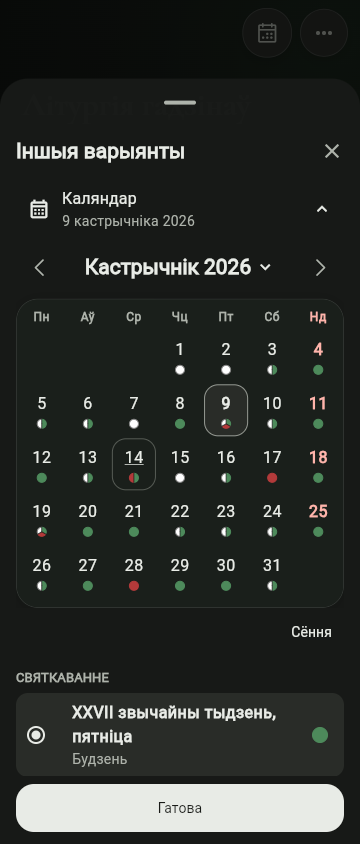 Іншыя варыянты
Каляндар
9 кастрычніка 2026
Кастрычнік 2026
Пн Аў Ср Чц Пт Сб Нд
1 2 3 4
5 6 7 8 9 10 11
12 13 14 15 16 17 18
19 20 21 22 23 24 25
26 27 28 29 30 31
Сёння
СВЯТКАВАННЕ
XXVII звычайны тыдзень,
пятніца
Будзень
Гатова